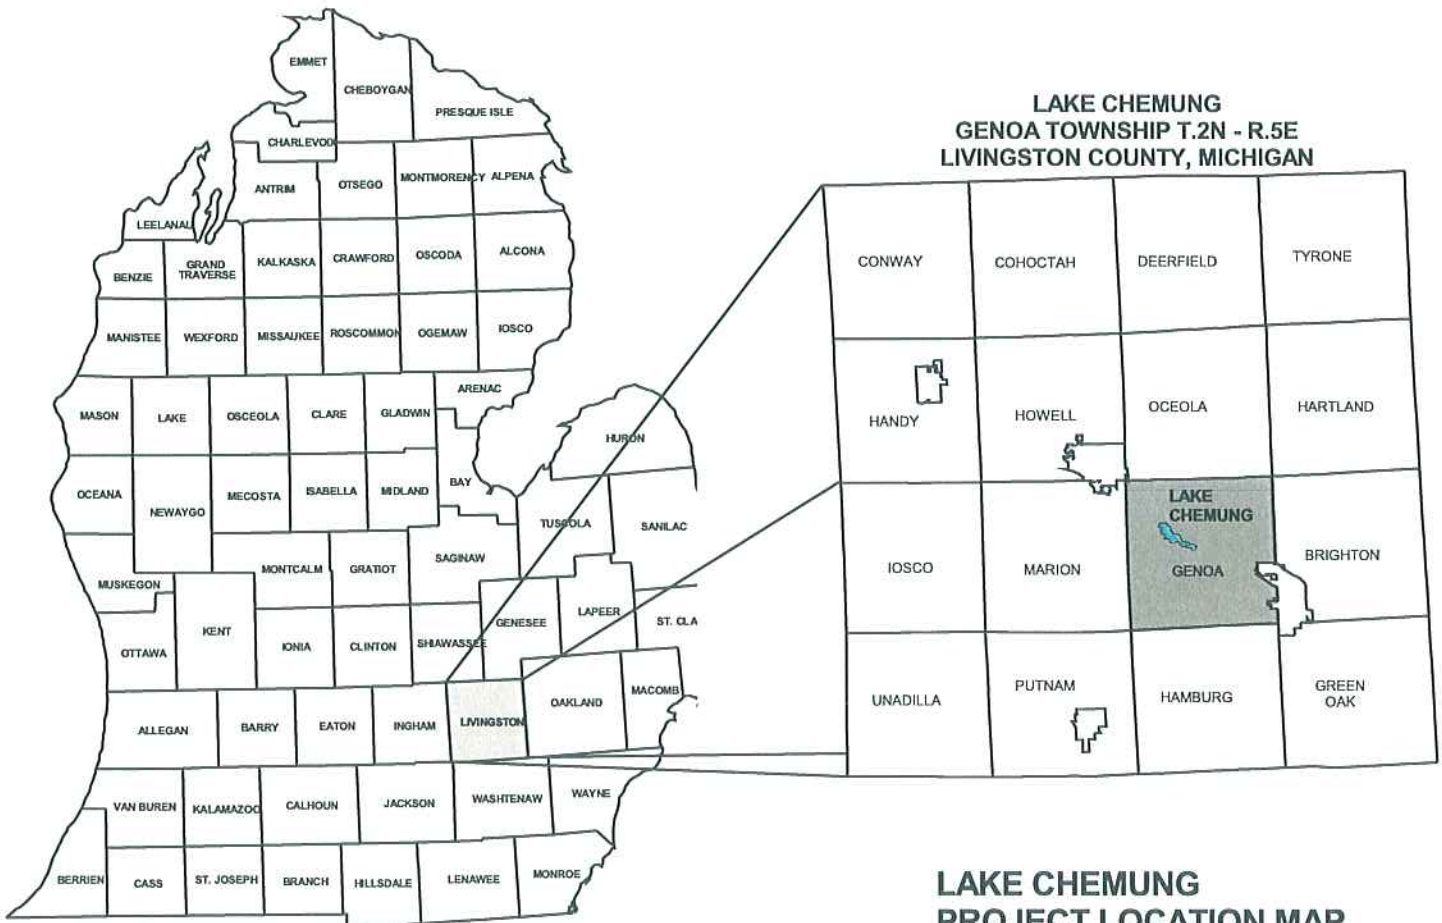 EMMET
CHEBOYGAN
PRESQUE ISLE
CHARLEVOI
ANTRIM
OTSEGO
MONTMORENCY
ALPENA
LEELANAU
BENZIE
GRAND
TRAVERSE
KALKASKA
CRAWFORD
OSCODA
ALCONA
MANISTEE
WEXFORD
MISSAUKEE
ROSCOMMON
OGEMAW
IOSCO
ARENAC
MASON
LAKE
OSCEOLA
CLARE
GLADWIN
HURON
OCEANA
NEWAYGO
MECOSTA
ISABELLA
MIDLAND
BAY
TUSCOLA
SANILAC
MUSKEGON
MONTCALM
GRATIOT
SAGINAW
OTTAWA
KENT
IONIA
CLINTON
SHIAWASSEE
GENESEE
LAPEER
ST. CLA
ALLEGAN
BARRY
EATON
INGHAM
LIVINGSTON
OAKLAND
MACOMB
VAN BUREN
KALAMAZOO
CALHOUN
JACKSON
WASHTENAW
WAYNE
BERRIEN
CASS
ST. JOSEPH
BRANCH
HILLSDALE
LENAWEE
MONROE
LAKE CHEMUNG
GENOA TOWNSHIP T.2N - R.5E
LIVINGSTON COUNTY, MICHIGAN
CONWAY
COHOCTAH
DEERFIELD
TYRONE
HANDY
HOWELL
OCEOLA
HARTLAND
IOSCO
MARION
LAKE
CHEMUNG
GENOA
BRIGHTON
UNADILLA
PUTNAM
HAMBURG
GREEN
OAK
LAKE CHEMUNG
PROJECT LOCATION MAP